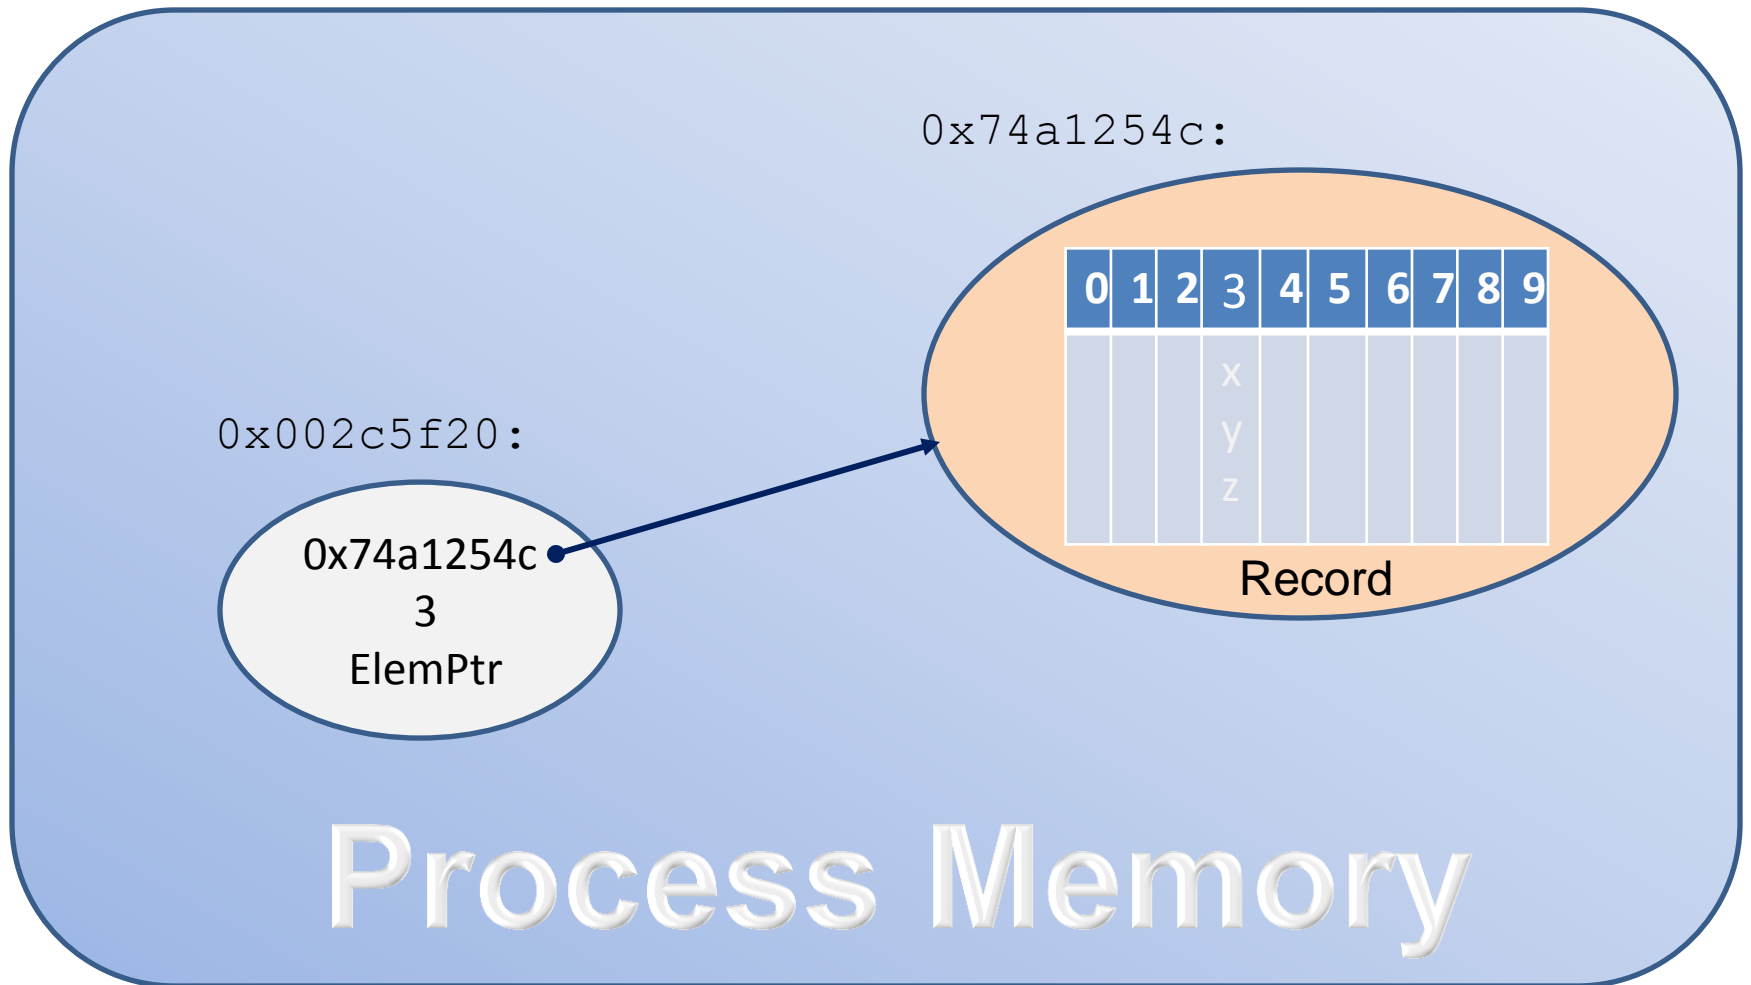 0x74a1254c:
0 1 2 3 4 5 6 7 8 9
x
y
z
Record
0x002c5f20:
0x74a1254c
3
ElemPtr
Process Memory